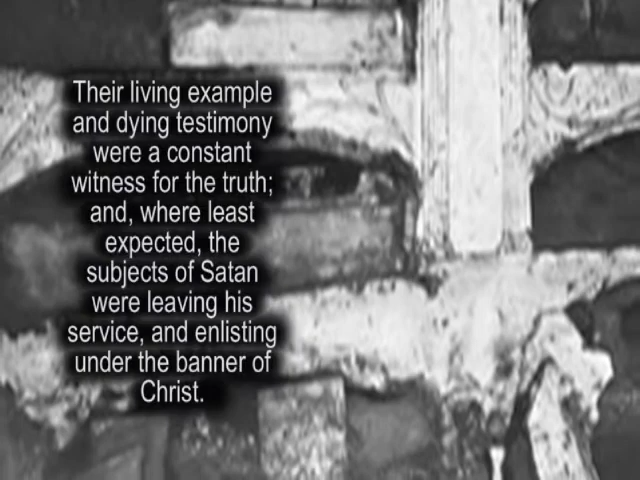 Their living example
and dying testimony
were a constant
witness for the truth;
and, where least
expected, the
subjects of Satan
were leaving his
service, and enlisting
under the banner of
Christ.